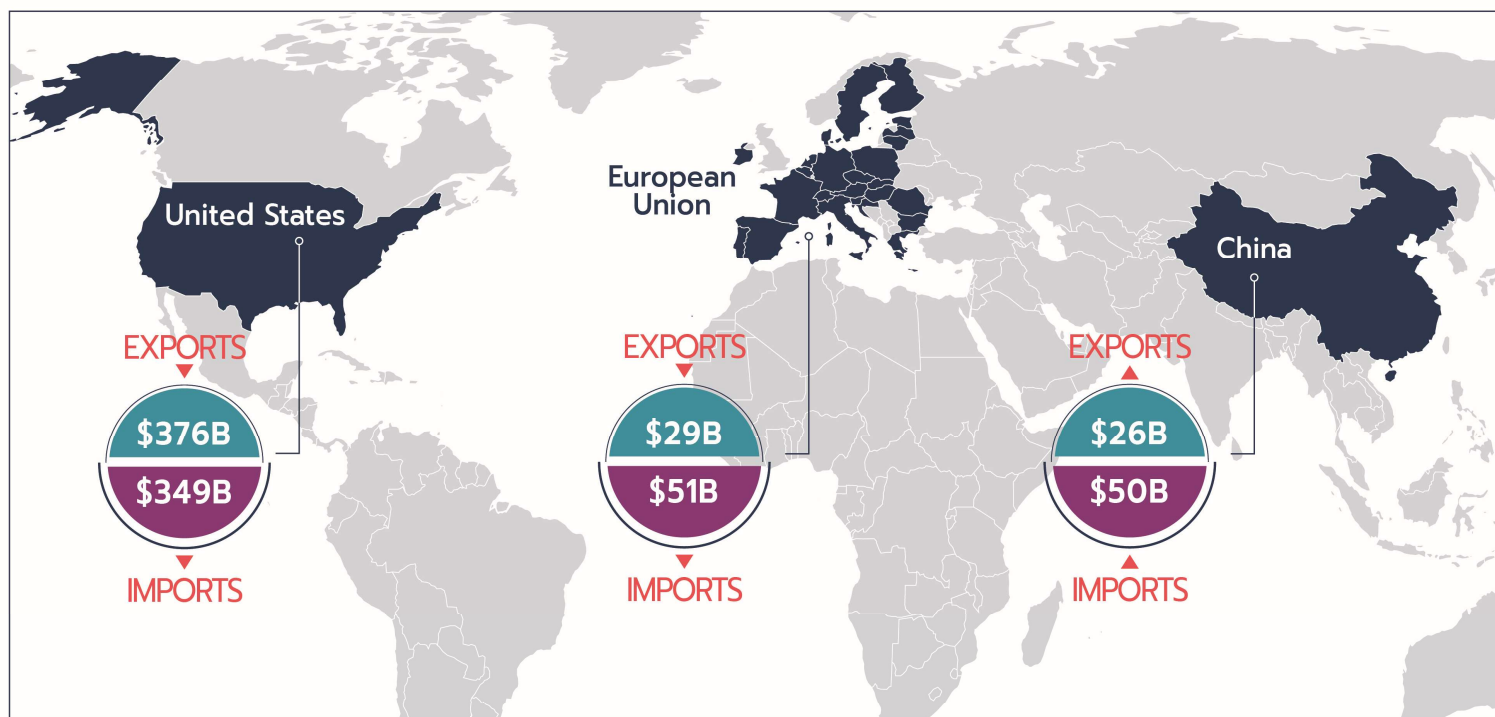 United States
EXPORTS
$376B
$349B
IMPORTS
European
Union
EXPORTS
$29B
$51B
IMPORTS
China
EXPORTS
$26B
$50B
IMPORTS